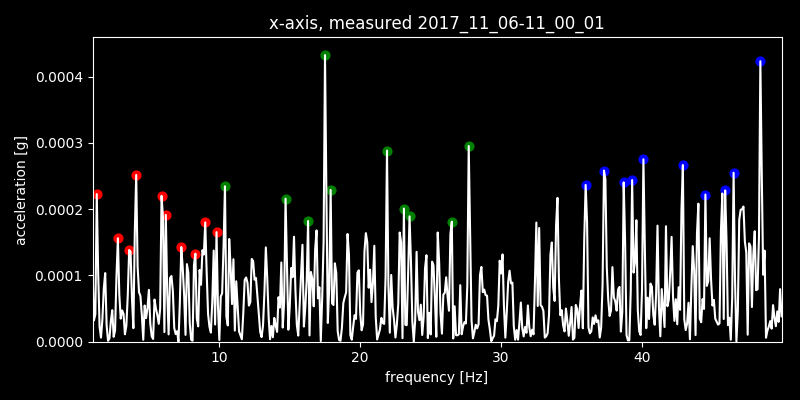 x-axis, measured 2017_11_06-11_00_01
0.0004
0.0003
0.0002
0.0001
0.0000
acceleration [g]
10 20 30 40
frequency [Hz]